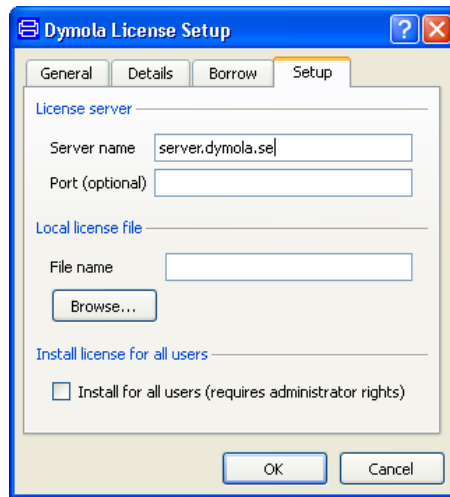 Dymola License Setup
General Details Borrow Setup
License server
Server name server.dymola.se
Port (optional)
Local license file
File name
Browse...
Install license for all users
Install for all users (requires administrator rights)
OK Cancel